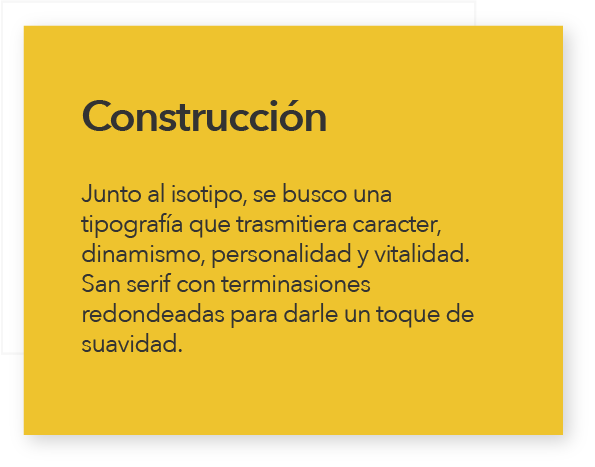 Construcción
Junto al isotipo, se busco una
tipografía que trasmitiera caracter,
dinamismo, personalidad y vitalidad.
San serif con terminasiones
redondeadas para darle un toque de
suavidad.